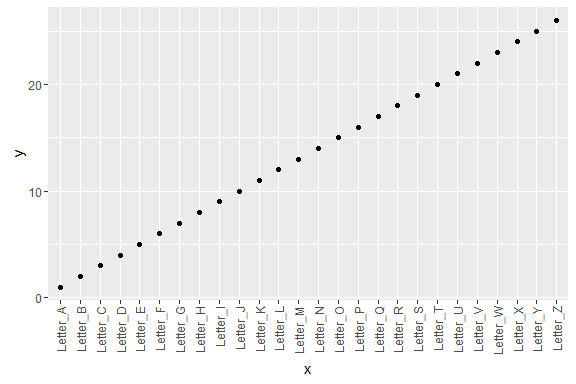 y
20
10
0
Letter_A
Letter_B
Letter_C
Letter_D
Letter_E
Letter_F
Letter_G
Letter_H
Letter_I
Letter_J
Letter_K
Letter_L
Letter_M
Letter_N
Letter_O
Letter_P
Letter_Q
Letter_R
Letter_S
Letter_T
Letter_U
Letter_V
Letter_W
Letter_X
Letter_Y
Letter_Z
x